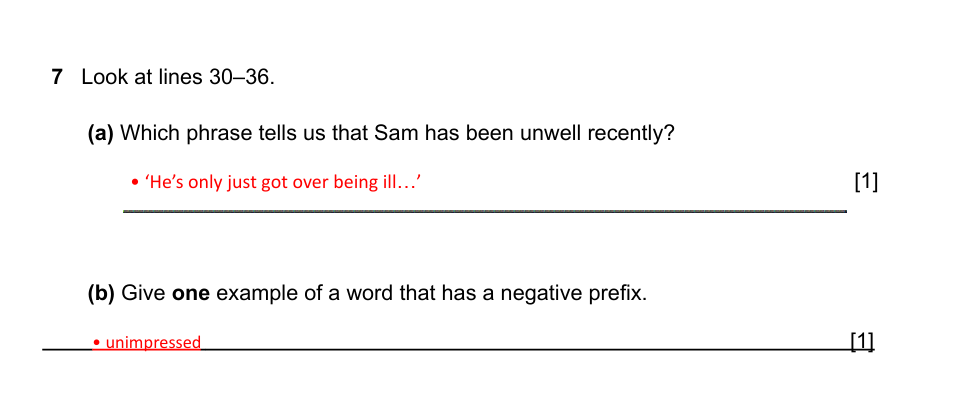 7 Look at lines 30–36.
(a) Which phrase tells us that Sam has been unwell recently?
• ‘He’s only just got over being ill…’ [1]
(b) Give one example of a word that has a negative prefix.
• unimpressed [1]